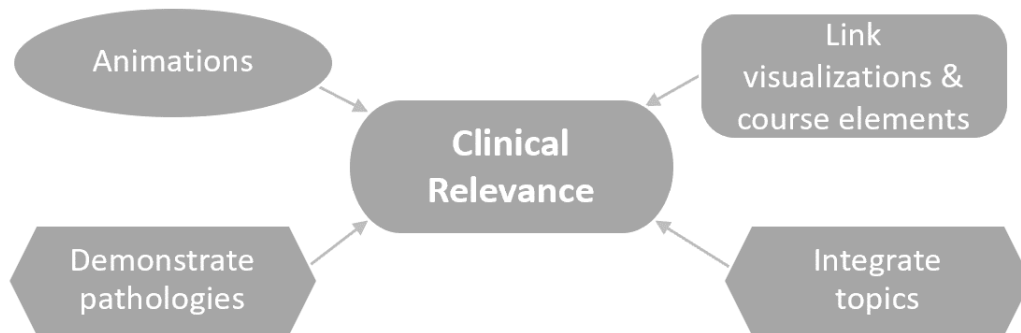 Animations
Link
visualizations &
course elements
Clinical
Relevance
Demonstrate
pathologies
Integrate
topics